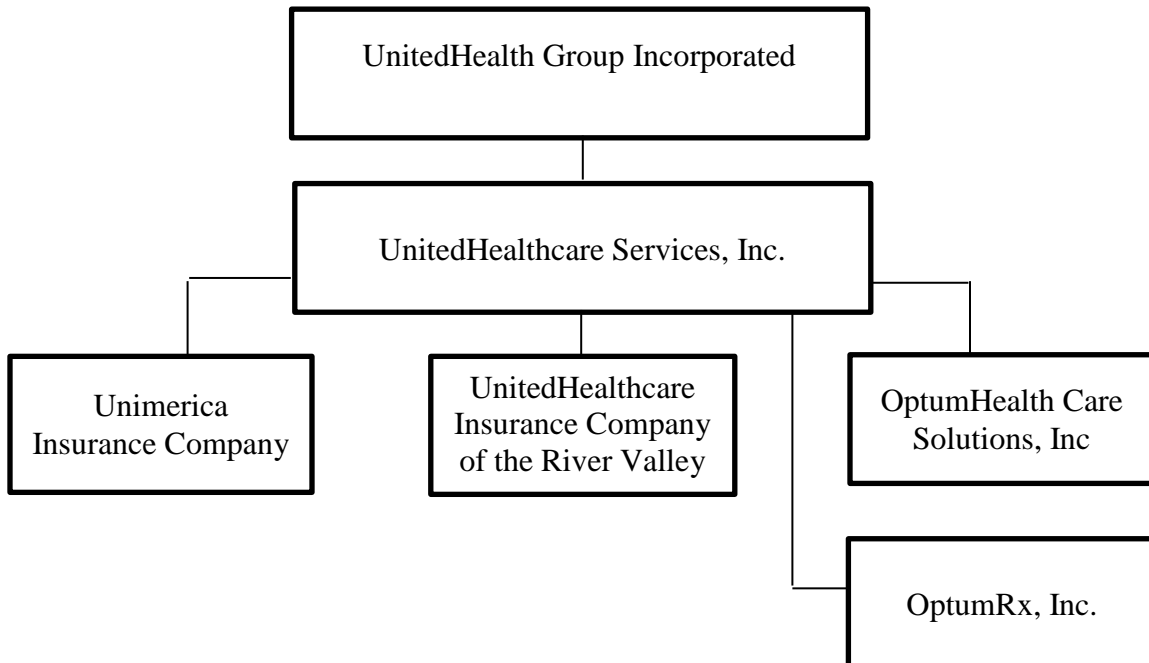 UnitedHealth Group Incorporated
UnitedHealthcare Services, Inc.
Unimerica
Insurance Company
UnitedHealthcare
Insurance Company
of the River Valley
OptumHealth Care
Solutions, Inc
OptumRx, Inc.